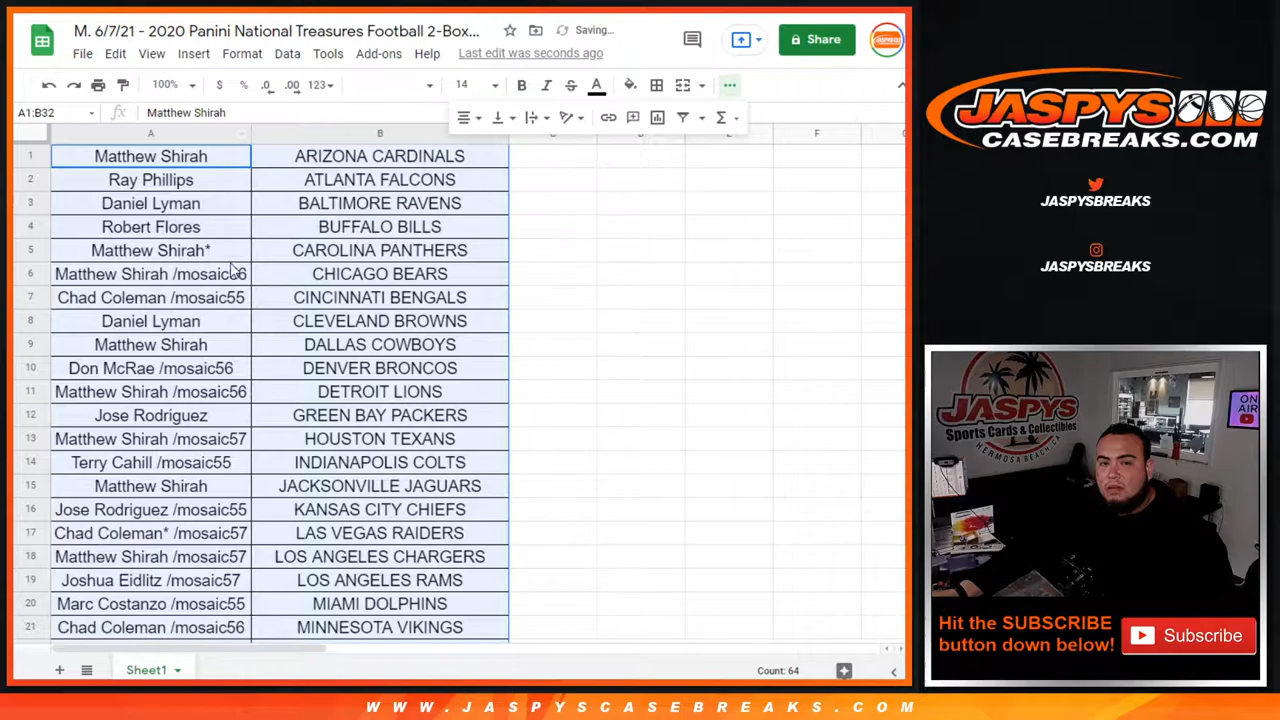 M. 6/7/21 - 2020 Panini National Treasures Football 2-Box... Saving...
File Edit View Insert Format Data Tools Add-ons Help Last edit was seconds ago
Share
100% $ % .0 .00 123 14 B I S A
A1:B32 fx Matthew Shirah
A B E F
1 Matthew Shirah ARIZONA CARDINALS
2 Ray Phillips ATLANTA FALCONS
3 Daniel Lyman BALTIMORE RAVENS
4 Robert Flores BUFFALO BILLS
5 Matthew Shirah* CAROLINA PANTHERS
6 Matthew Shirah /mosaic56 CHICAGO BEARS
7 Chad Coleman /mosaic55 CINCINNATI BENGALS
8 Daniel Lyman CLEVELAND BROWNS
9 Matthew Shirah DALLAS COWBOYS
10 Don McRae /mosaic56 DENVER BRONCOS
11 Matthew Shirah /mosaic56 DETROIT LIONS
12 Jose Rodriguez GREEN BAY PACKERS
13 Matthew Shirah /mosaic57 HOUSTON TEXANS
14 Terry Cahill /mosaic55 INDIANAPOLIS COLTS
15 Matthew Shirah JACKSONVILLE JAGUARS
16 Jose Rodriguez /mosaic55 KANSAS CITY CHIEFS
17 Chad Coleman* /mosaic57 LAS VEGAS RAIDERS
18 Matthew Shirah /mosaic57 LOS ANGELES CHARGERS
19 Joshua Eidlitz /mosaic57 LOS ANGELES RAMS
20 Marc Costanzo /mosaic55 MIAMI DOLPHINS
21 Chad Coleman /mosaic56 MINNESOTA VIKINGS
Sheet1 Count: 64
JASPYS
CASEBREAKS.COM
JASPYSBREAKS
JASPYSBREAKS
JASPYS
Sports Cards & Collectibles
HERMOSA BEACH, CA
ON
AIR
Hit the SUBSCRIBE
button down below!
Subscribe
WWW.JASPYSCASEBREAKS.COM